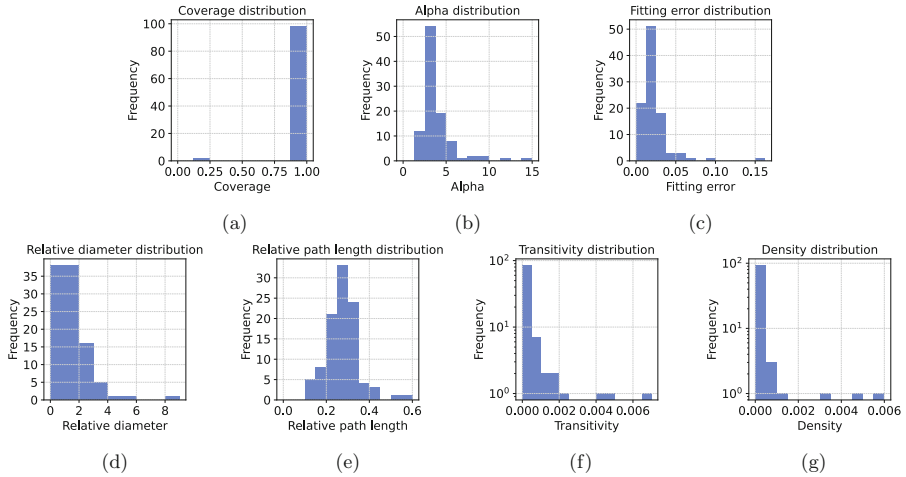 Coverage distribution
100
80
60
40
20
0
Frequency
0.00 0.25 0.50 0.75 1.00
Coverage
(a)
Alpha distribution
50
40
30
20
10
0
Frequency
0 5 10 15
Alpha
(b)
Fitting error distribution
50
40
30
20
10
0
Frequency
0.00 0.05 0.10 0.15
Fitting error
(c)
Relative diameter distribution
35
30
25
20
15
10
5
0
Frequency
0 2 4 6 8
Relative diameter
(d)
Relative path length distribution
30
25
20
15
10
5
0
Frequency
0.0 0.2 0.4 0.6
Relative path length
(e)
Transitivity distribution
10²
10¹
10⁰
Frequency
0.000 0.002 0.004 0.006
Transitivity
(f)
Density distribution
10²
10¹
10⁰
Frequency
0.000 0.002 0.004 0.006
Density
(g)